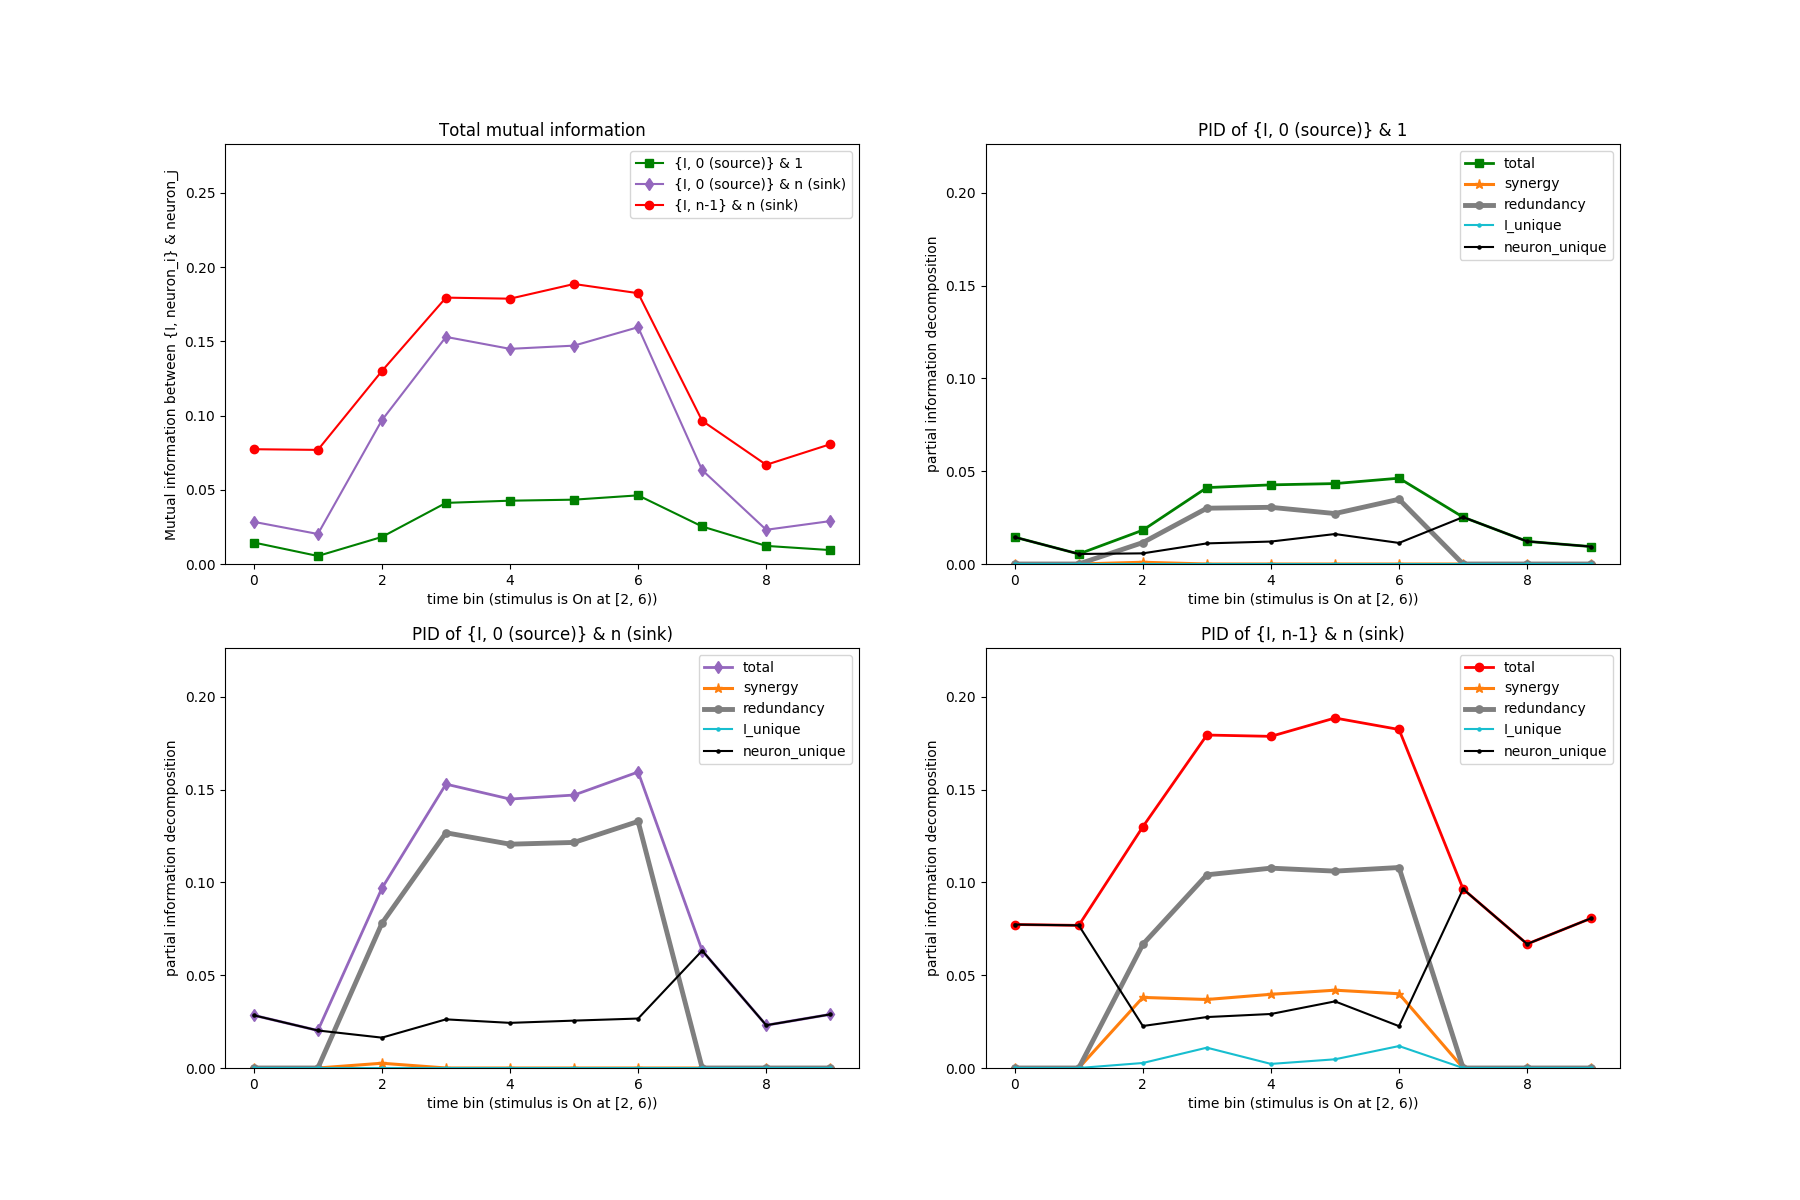 Total mutual information
Mutual information between {I, neuron_i} & neuron_j
0.25
0.20
0.15
0.10
0.05
0.00
{I, 0 (source)} & 1
{I, 0 (source)} & n (sink)
{I, n-1} & n (sink)
0 2 4 6 8
time bin (stimulus is On at [2, 6))
PID of {I, 0 (source)} & 1
partial information decomposition
0.20
0.15
0.10
0.05
0.00
total
synergy
redundancy
I_unique
neuron_unique
0 2 4 6 8
time bin (stimulus is On at [2, 6))
PID of {I, 0 (source)} & n (sink)
partial information decomposition
0.20
0.15
0.10
0.05
0.00
total
synergy
redundancy
I_unique
neuron_unique
0 2 4 6 8
time bin (stimulus is On at [2, 6))
PID of {I, n-1} & n (sink)
partial information decomposition
0.20
0.15
0.10
0.05
0.00
total
synergy
redundancy
I_unique
neuron_unique
0 2 4 6 8
time bin (stimulus is On at [2, 6))